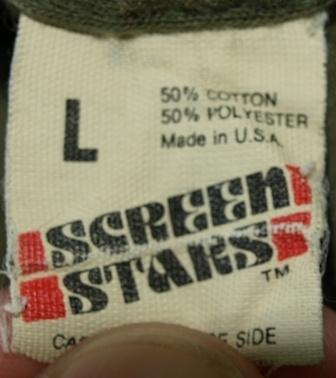 L
50% COTTON
50% POLYESTER
Made in U.S.A.
SCREEN
STARS
TM
SIDE